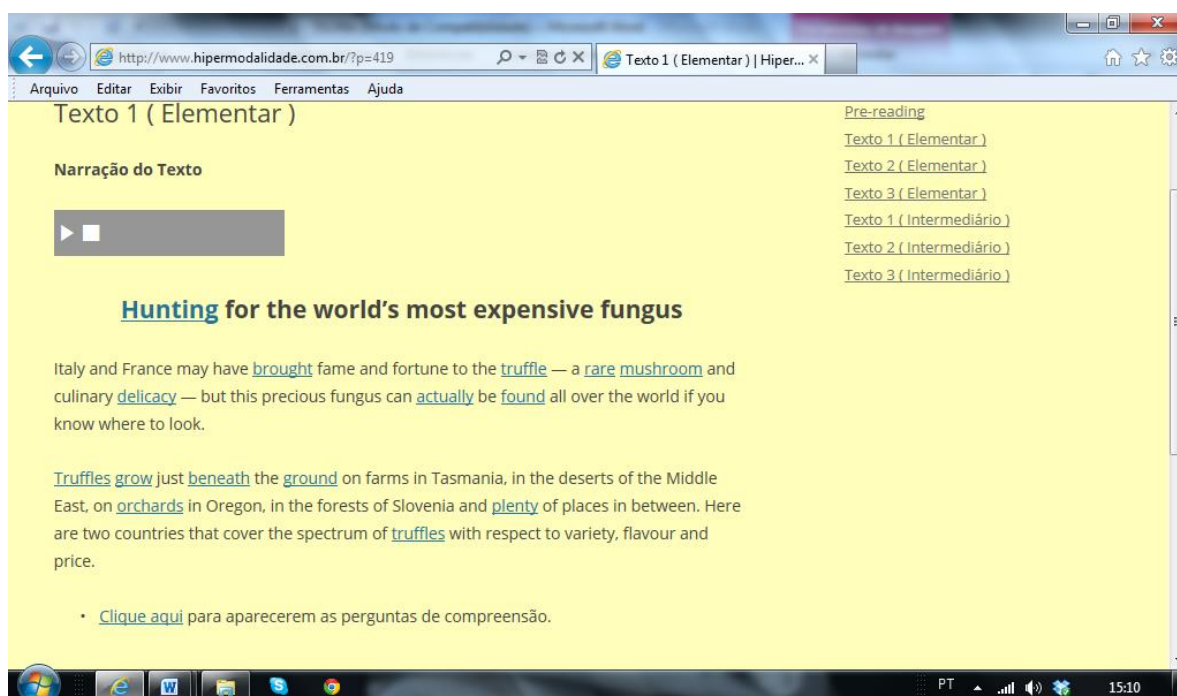 http://www.hipermodalidade.com.br/?p=419
Texto 1 ( Elementar ) | Hiper...
Arquivo Editar Exibir Favoritos Ferramentas Ajuda
Texto 1 ( Elementar )
Narração do Texto
Hunting for the world's most expensive fungus
Italy and France may have brought fame and fortune to the truffle — a rare mushroom and
culinary delicacy — but this precious fungus can actually be found all over the world if you
know where to look.
Truffles grow just beneath the ground on farms in Tasmania, in the deserts of the Middle
East, on orchards in Oregon, in the forests of Slovenia and plenty of places in between. Here
are two countries that cover the spectrum of truffles with respect to variety, flavour and
price.
• Clique aqui para aparecerem as perguntas de compreensão.
Pre-reading
Texto 1 ( Elementar )
Texto 2 ( Elementar )
Texto 3 ( Elementar )
Texto 1 ( Intermediário )
Texto 2 ( Intermediário )
Texto 3 ( Intermediário )
PT 15:10